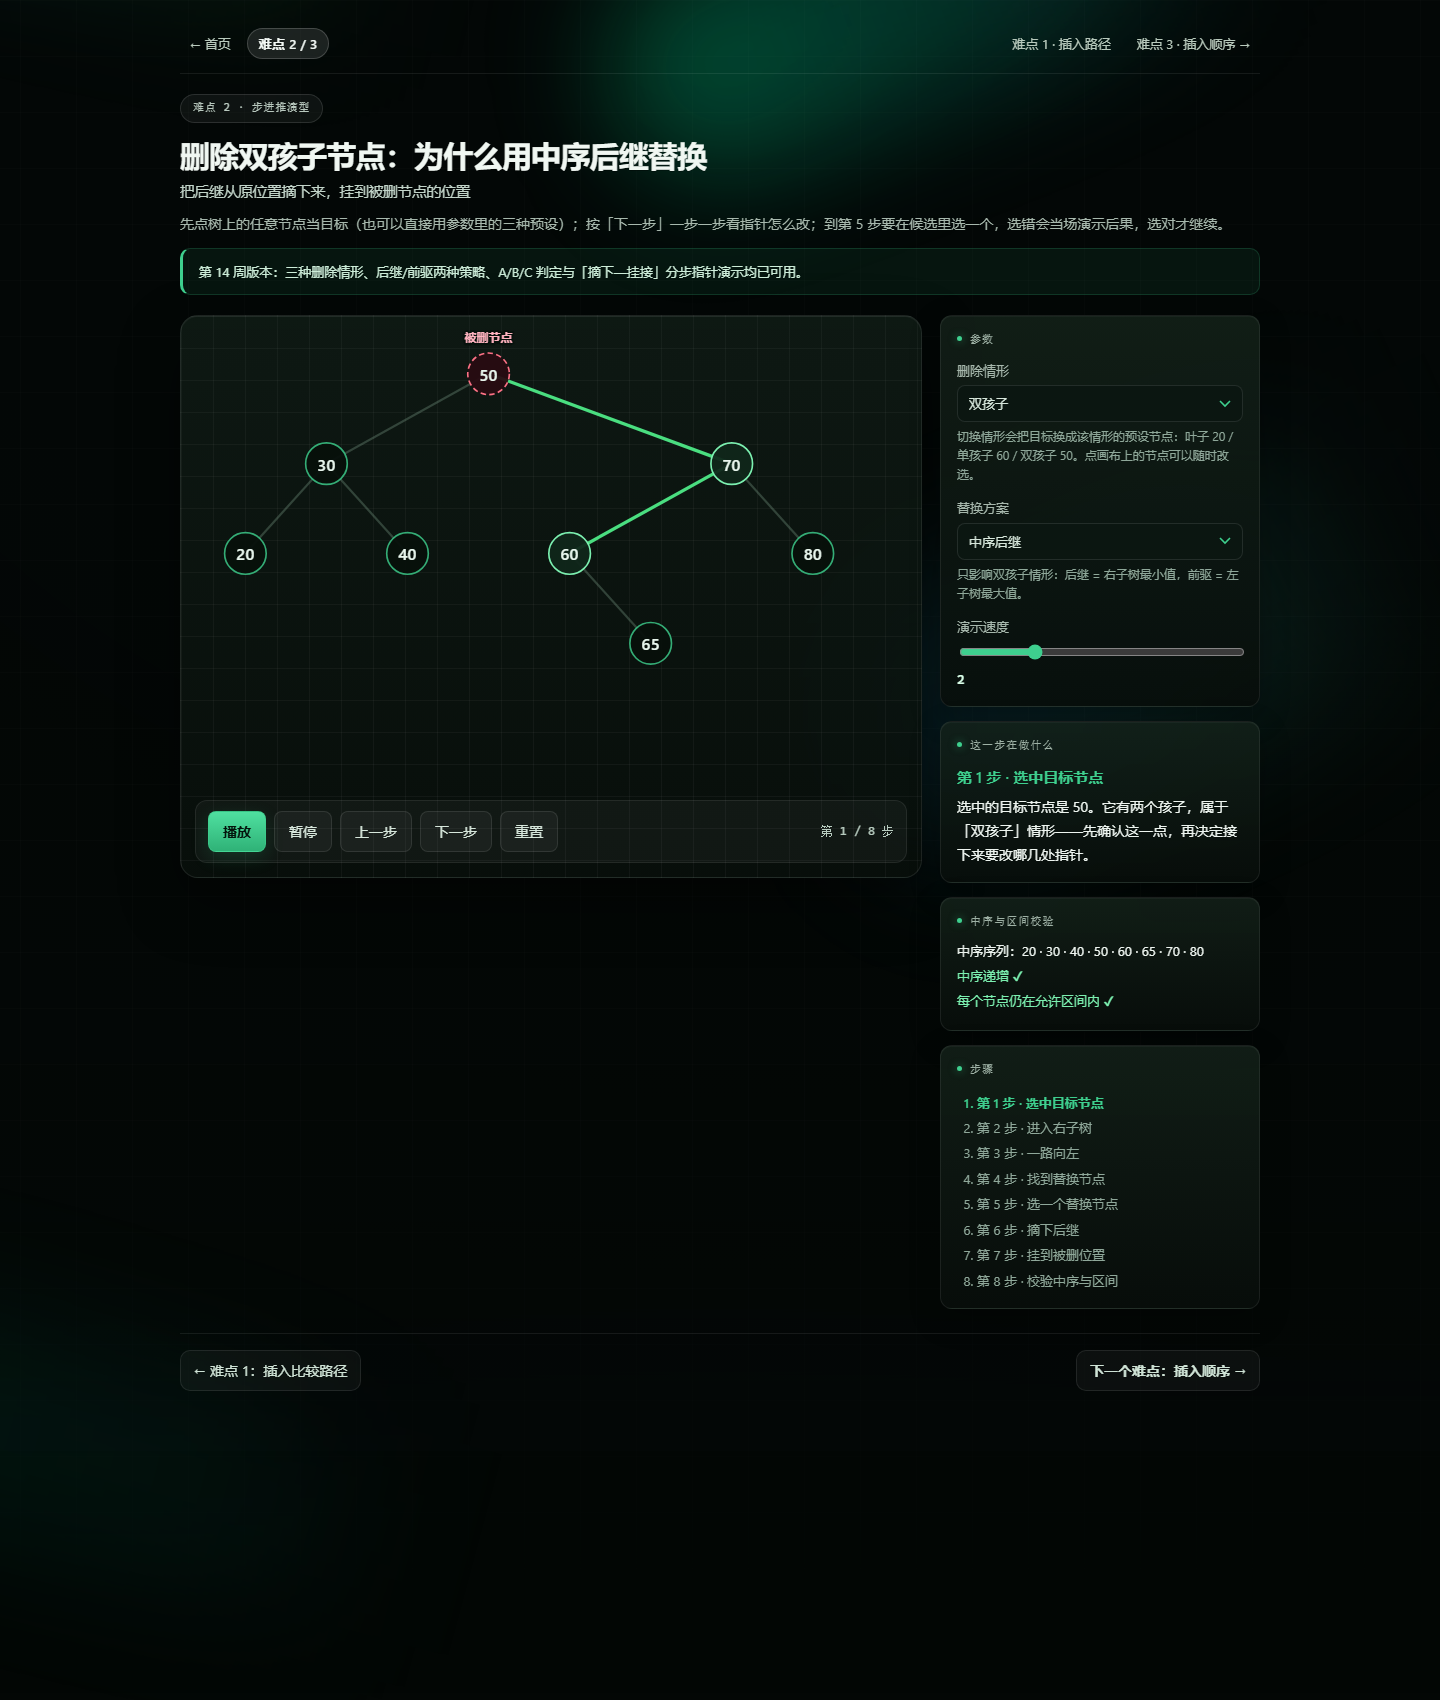 ← 首页
难点 2 / 3
难点 1 · 插入路径
难点 3 · 插入顺序 →
难点 2 · 步进推演型
删除双孩子节点：为什么用中序后继替换
把后继从原位置摘下来，挂到被删节点的位置
先点树上的任意节点当目标（也可以直接用参数里的三种预设）；按「下一步」一步一步看指针怎么改；到第 5 步要在候选里选一个，选错会当场演示后果，选对才继续。
第 14 周版本：三种删除情形、后继/前驱两种策略、A/B/C 判定与「摘下—挂接」分步指针演示均已可用。
被删节点
50
30
70
20
40
60
80
65
播放
暂停
上一步
下一步
重置
第 1 / 8 步
参数
删除情形
双孩子
切换情形会把目标换成该情形的预设节点：叶子 20 /
单孩子 60 / 双孩子 50。点画布上的节点可以随时改
选。
替换方案
中序后继
只影响双孩子情形：后继 = 右子树最小值，前驱 = 左
子树最大值。
演示速度
2
这一步在做什么
第 1 步 · 选中目标节点
选中的目标节点是 50。它有两个孩子，属于
「双孩子」情形——先确认这一点，再决定接
下来要改哪几处指针。
中序与区间校验
中序序列：20 · 30 · 40 · 50 · 60 · 65 · 70 · 80
中序递增 ✓
每个节点仍在允许区间内 ✓
步骤
1. 第 1 步 · 选中目标节点
2. 第 2 步 · 进入右子树
3. 第 3 步 · 一路向左
4. 第 4 步 · 找到替换节点
5. 第 5 步 · 选一个替换节点
6. 第 6 步 · 摘下后继
7. 第 7 步 · 挂到被删位置
8. 第 8 步 · 校验中序与区间
← 难点 1：插入比较路径
下一个难点：插入顺序 →